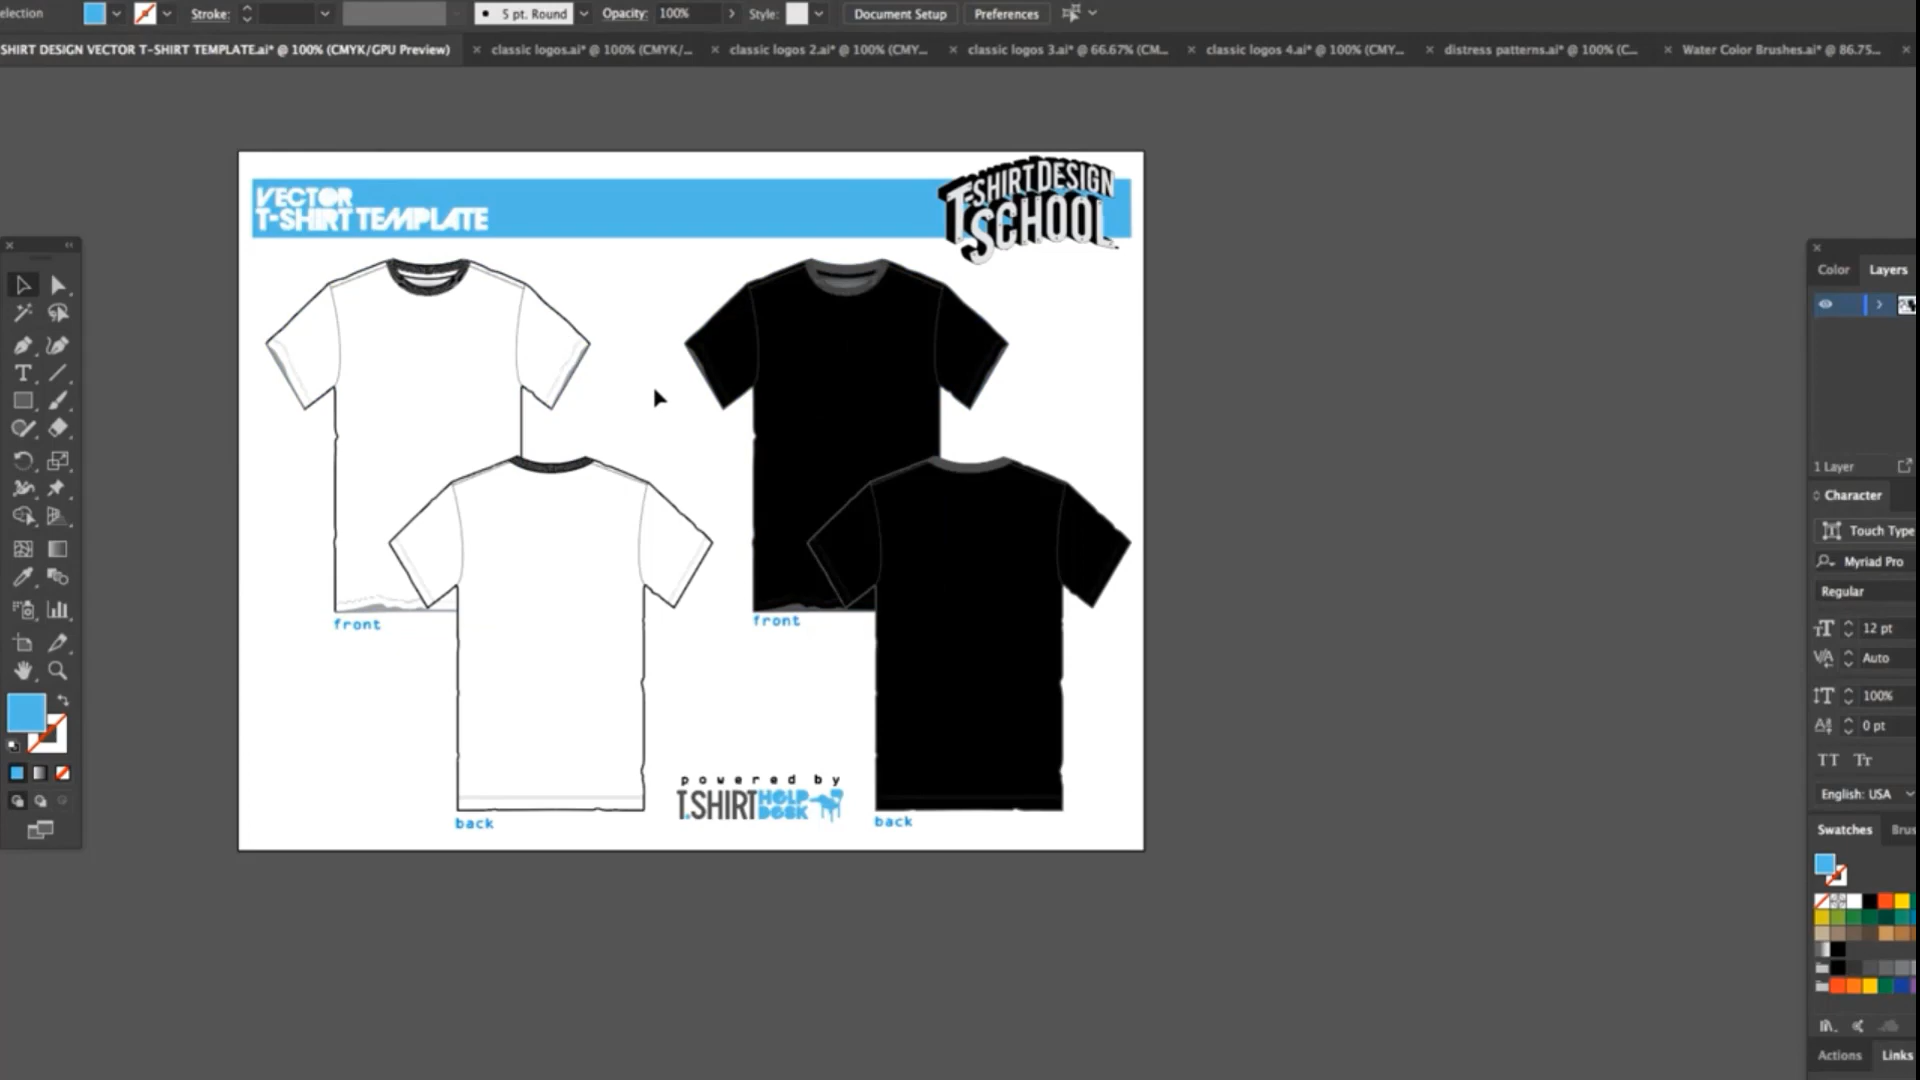 election
Stroke:
5 pt. Round
Opacity:
100%
Style:
Document Setup
Preferences
SHIRT DESIGN VECTOR T-SHIRT TEMPLATE.ai* @ 100% (CMYK/GPU Preview)
classic logos.ai* @ 100% (CMYK/...
classic logos 2.ai* @ 100% (CMY...
classic logos 3.ai* @ 66.67% (CM...
classic logos 4.ai* @ 100% (CMY...
distress patterns.ai* @ 100% (C...
Water Color Brushes.ai* @ 86.75...
VECTOR
T-SHIRT TEMPLATE
T-SHIRT DESIGN
SCHOOL
front
back
front
back
powered by
T.SHIRT HELP DESK
Color
Layers
1 Layer
Character
Touch Type
Myriad Pro
Regular
12 pt
Auto
100%
0 pt
TT Tr
English: USA
Swatches
Brus
Actions
Links